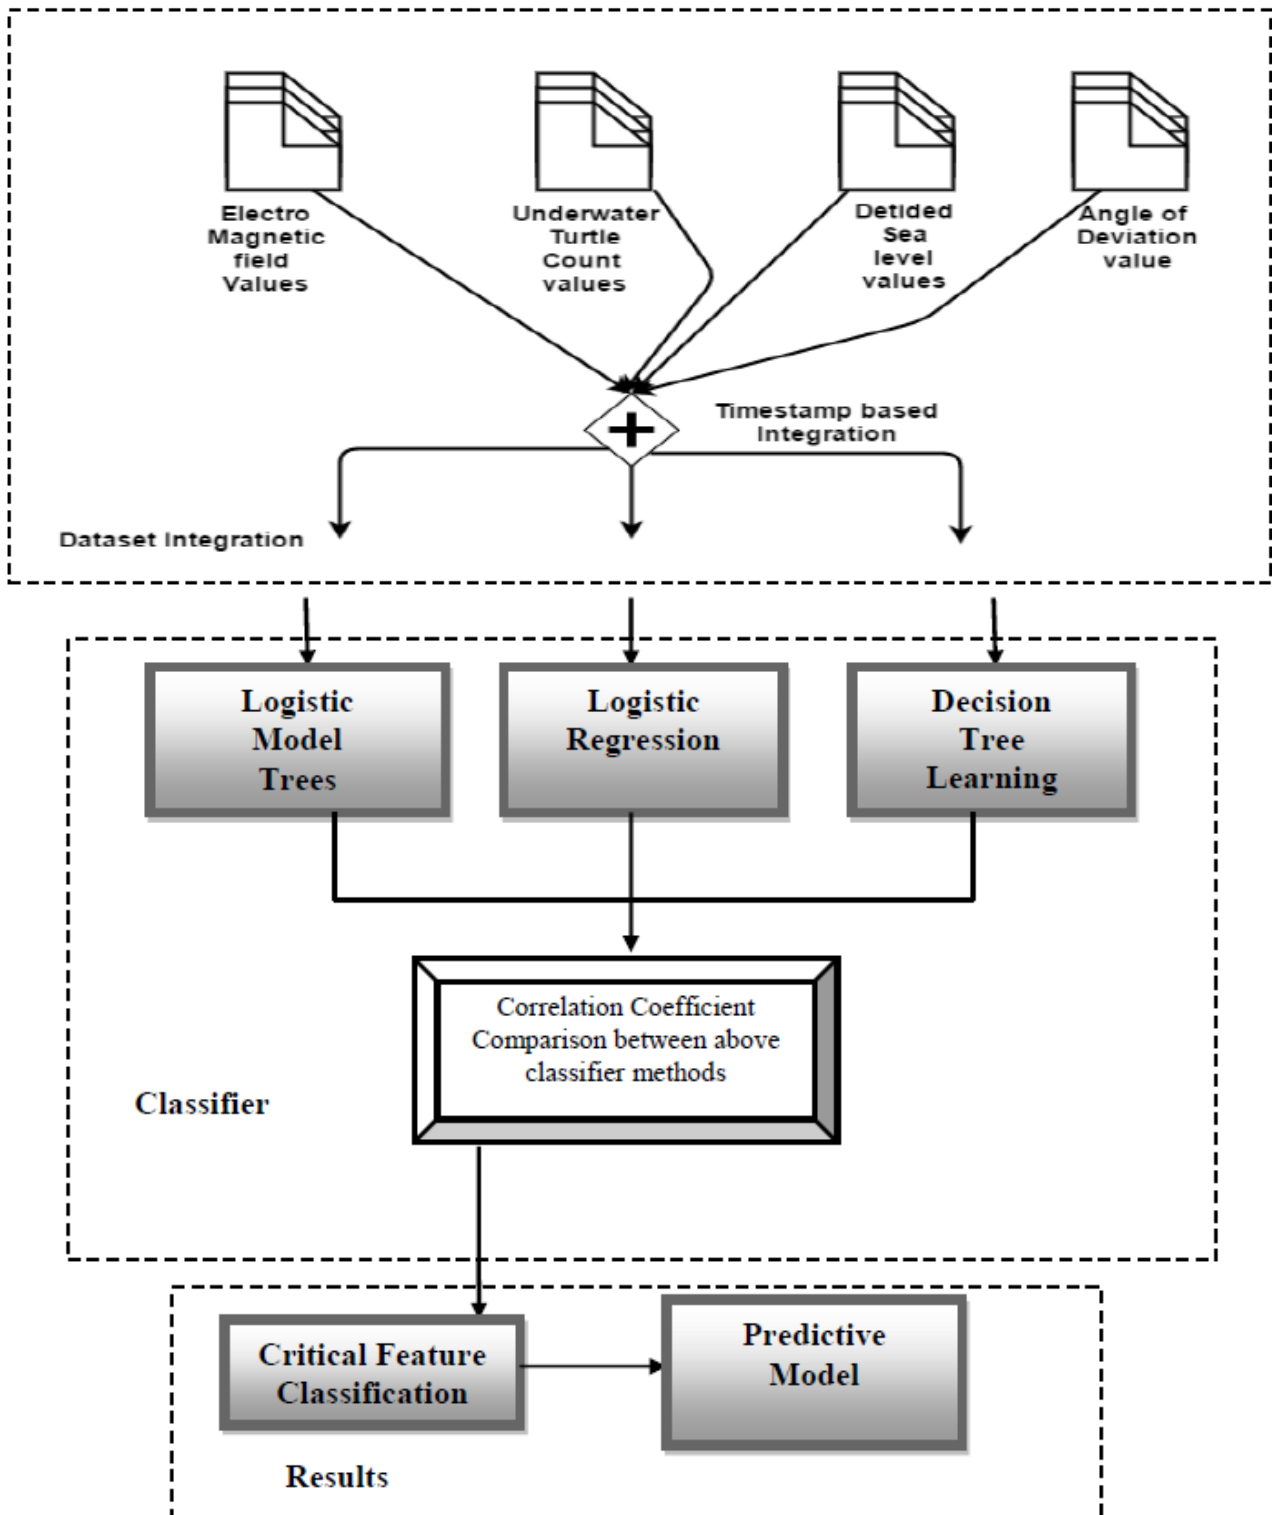 Electro
Magnetic
field
Values
Underwater
Turtle
Count
values
Detided
Sea
level
values
Angle of
Deviation
value
Timestamp based
Integration
Dataset Integration
Logistic
Model
Trees
Logistic
Regression
Decision
Tree
Learning
Correlation Coefficient
Comparison between above
classifier methods
Classifier
Critical Feature
Classification
Predictive
Model
Results